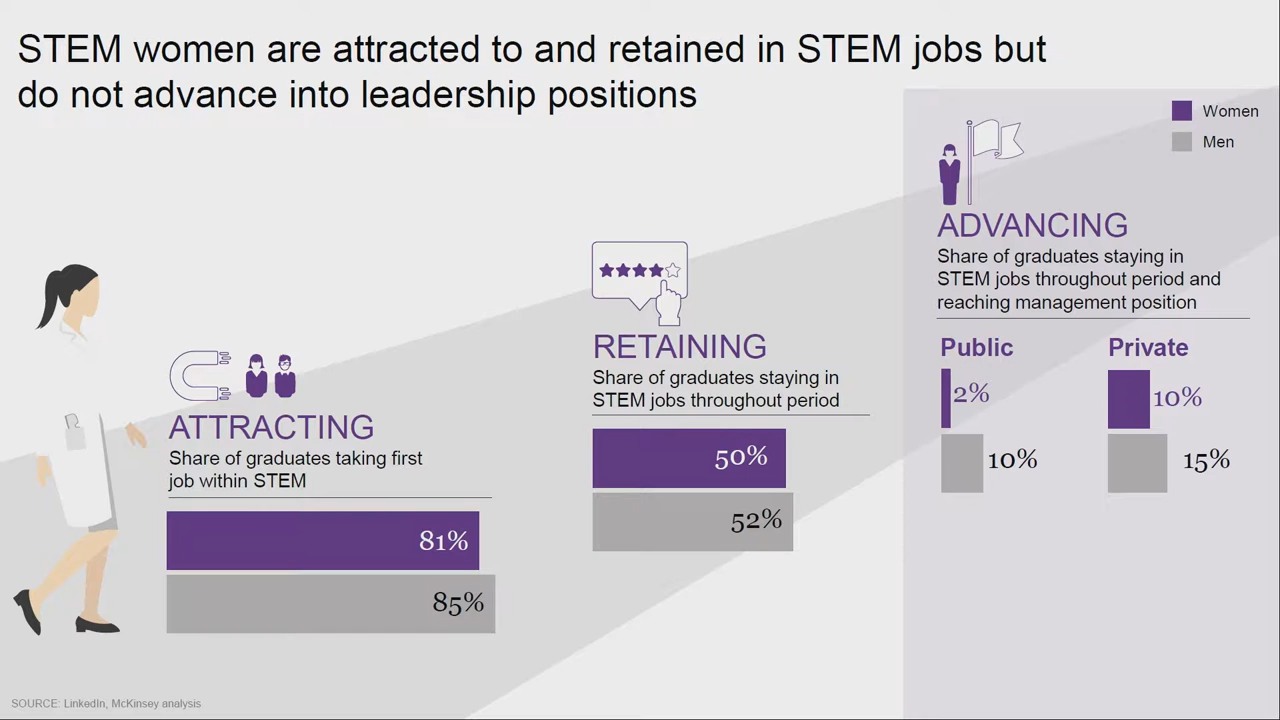 STEM women are attracted to and retained in STEM jobs but
do not advance into leadership positions
Women
Men
ADVANCING
Share of graduates staying in
STEM jobs throughout period and
reaching management position
Public
Private
2%
10%
10%
15%
RETAINING
Share of graduates staying in
STEM jobs throughout period
50%
52%
ATTRACTING
Share of graduates taking first
job within STEM
81%
85%
SOURCE: LinkedIn, McKinsey analysis